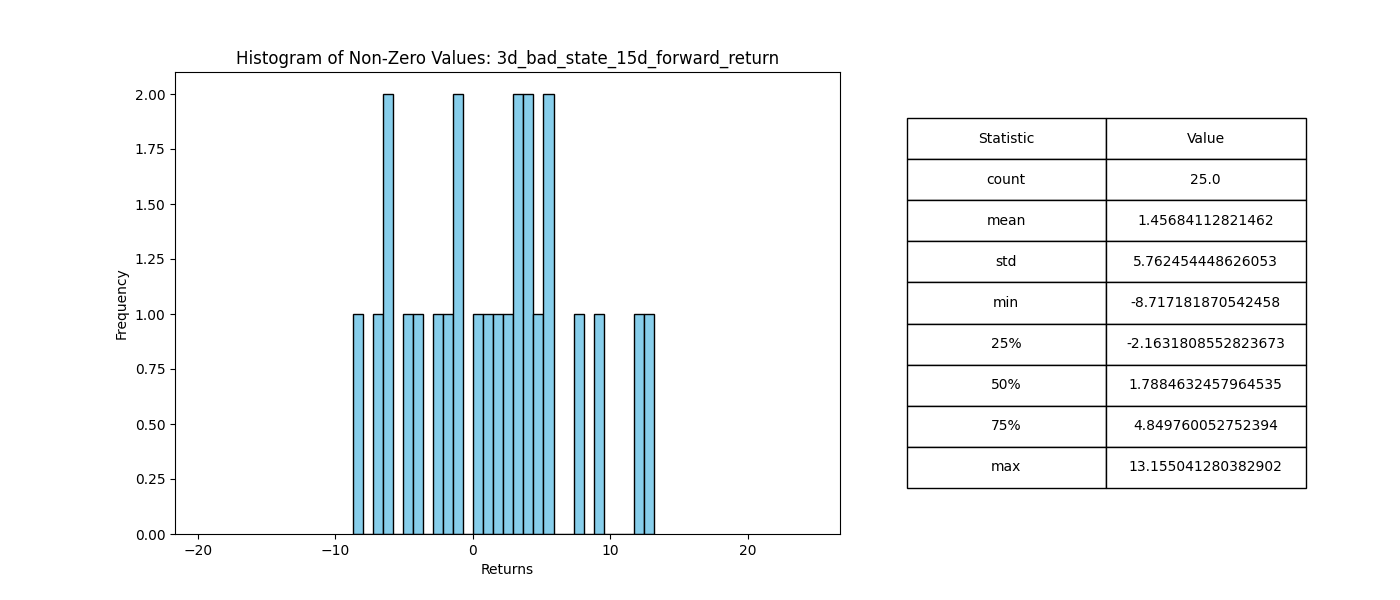 Histogram of Non-Zero Values: 3d_bad_state_15d_forward_return
2.00
1.75
1.50
1.25
1.00
0.75
0.50
0.25
0.00
Frequency
−20
−10
0
10
20
Returns
Statistic Value
count 25.0
mean 1.45684112821462
std 5.762454448626053
min -8.717181870542458
25% -2.1631808552823673
50% 1.7884632457964535
75% 4.849760052752394
max 13.155041280382902